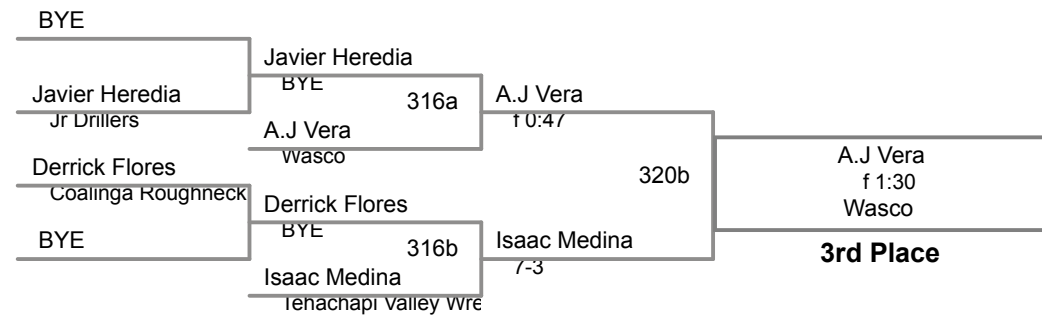 BYE
Javier Heredia
Jr Drillers
Derrick Flores
Coalinga Roughneck
BYE
Javier Heredia
BYE
316a
A.J Vera
Wasco
Derrick Flores
BYE
316b
Isaac Medina
Tehachapi Valley Wre
A.J Vera
f 0:47
320b
Isaac Medina
7-3
A.J Vera
f 1:30
Wasco
3rd Place